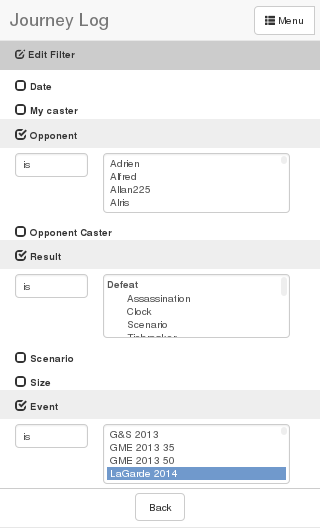 Journey Log
Menu
Edit Filter
Date
My caster
Opponent
is
Adrien
Alfred
Allan225
Alris
Opponent Caster
Result
is
Defeat
Assassination
Clock
Scenario
Tiebreaker
Scenario
Size
Event
is
G&S 2013
GME 2013 35
GME 2013 50
LaGarde 2014
Back